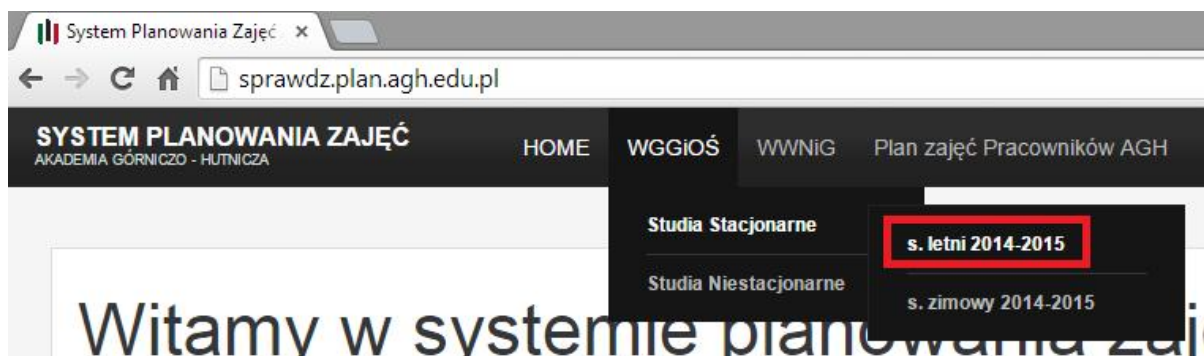 System Planowania Zajęć
sprawdz.plan.agh.edu.pl
SYSTEM PLANOWANIA ZAJĘĆ
AKADEMIA GÓRNICZO - HUTNICZA
HOME WGGiOŚ WWNiG Plan zajęć Pracowników AGH
Studia Stacjonarne
s. letni 2014-2015
Studia Niestacjonarne
s. zimowy 2014-2015
Witamy w systemie planowania zaj